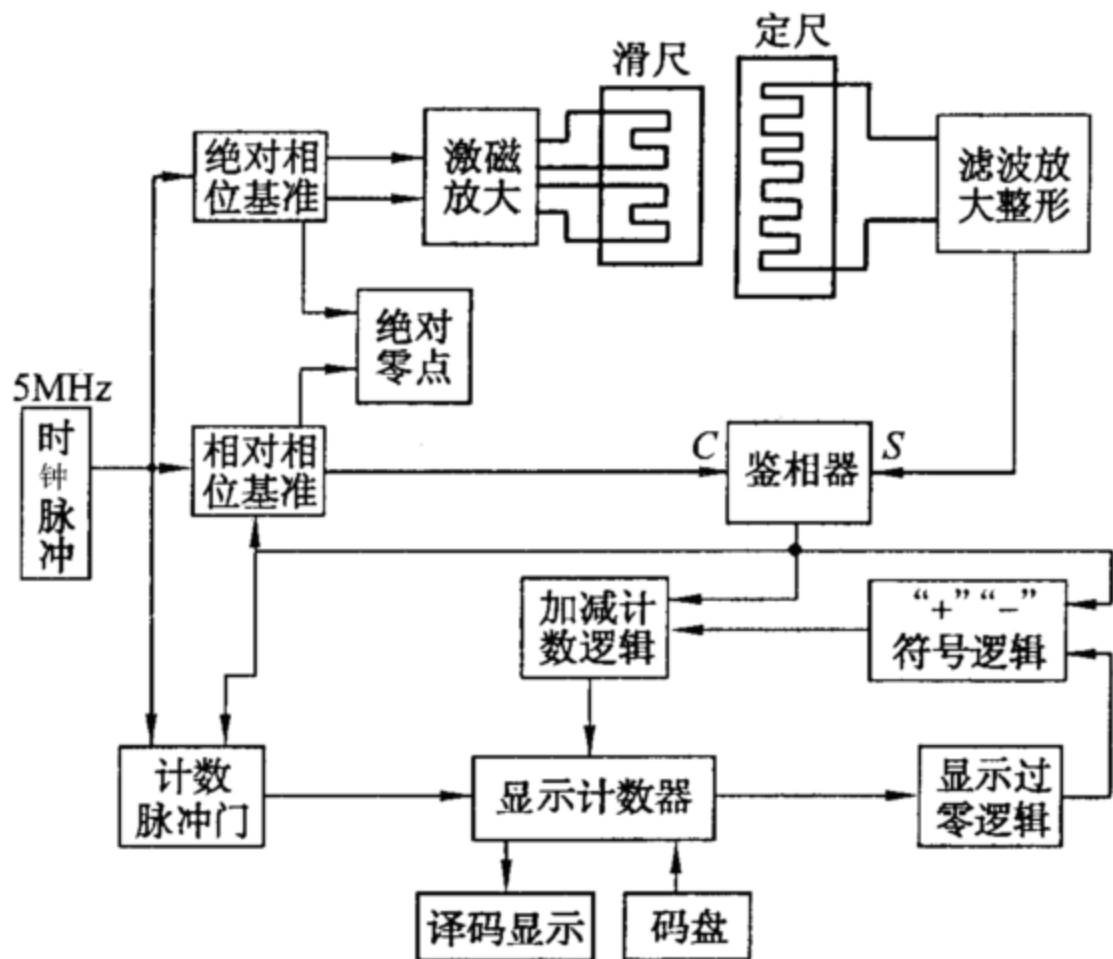 滑尺
定尺
绝对相
位基准
激磁
放大
滤波放
大整形
绝对
零点
5MHz
时
钟
脉
冲
相对相
位基准
C
鉴相器
S
加减计
数逻辑
“+”“−”
符号逻辑
计数
脉冲门
显示计数器
显示过
零逻辑
译码显示
码盘